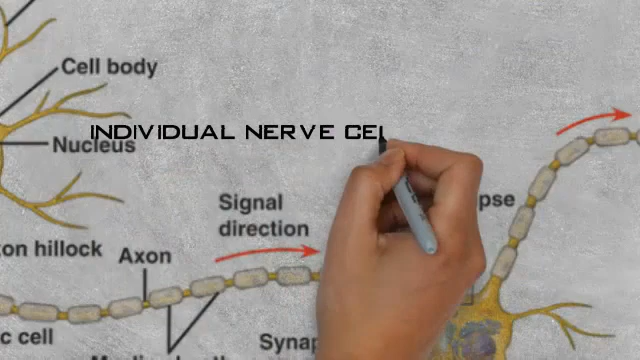 Cell body
INDIVIDUAL NERVE CEL
Nucleus
Signal
direction
pse
on hillock
Axon
c cell
Synap